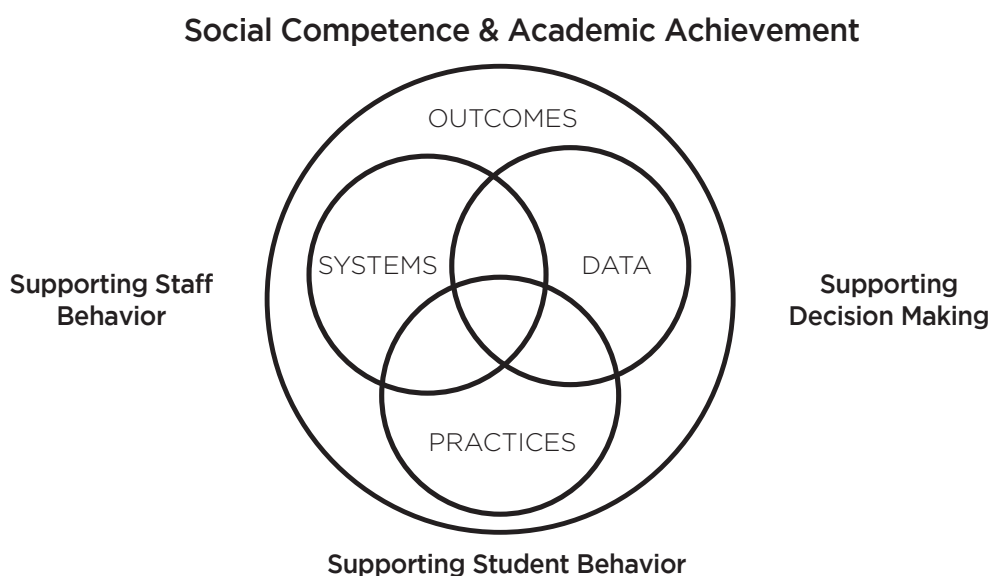 Social Competence & Academic Achievement
OUTCOMES
SYSTEMS
DATA
Supporting Staff
Behavior
Supporting
Decision Making
PRACTICES
Supporting Student Behavior